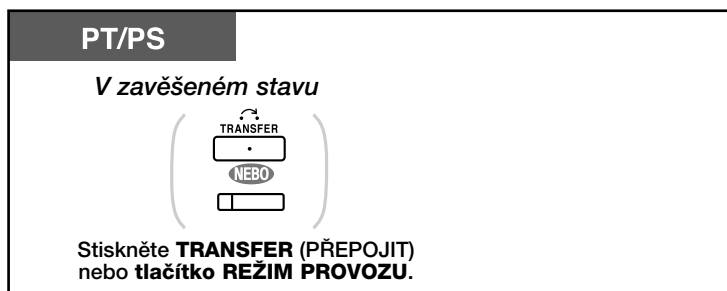 PT/PS
V zavěšeném stavu
TRANSFER
NEBO
Stiskněte TRANSFER (PŘEPOJIT)
nebo tlačítko REŽIM PROVOZU.